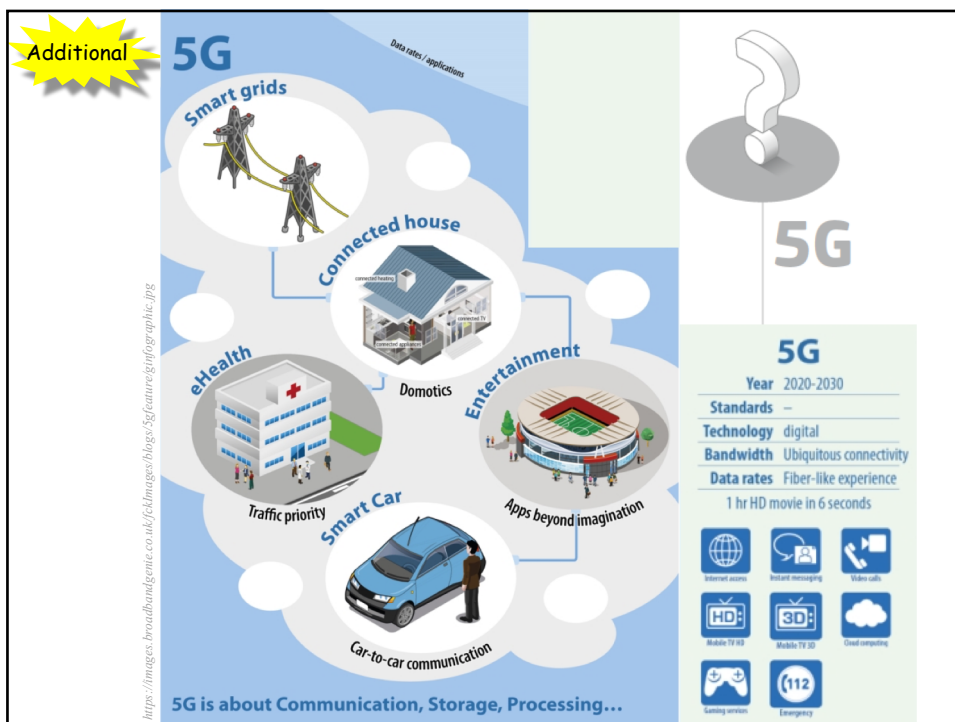 Additional
5G
Data rates / applications
Smart grids
Connected house
connected heating
connected TV
connected appliances
Domotics
eHealth
Traffic priority
Entertainment
Apps beyond imagination
Smart Car
Car-to-car communication
5G is about Communication, Storage, Processing...
https://images.broadbandgenie.co.uk/fckImages/blogs/5gfeature/ginfographic.jpg
?
5G
5G
Year 2020-2030
Standards –
Technology digital
Bandwidth Ubiquitous connectivity
Data rates Fiber-like experience
1 hr HD movie in 6 seconds
Internet access
Instant messaging
Video calls
HD
Mobile TV HD
3D
Mobile TV 3D
Cloud computing
Gaming services
112
Emergency